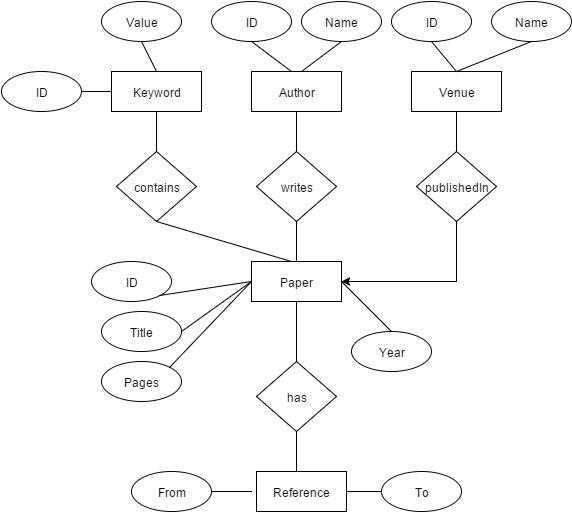 Value
ID
Name
ID
Name
ID
Keyword
Author
Venue
contains
writes
publishedIn
ID
Paper
Title
Year
Pages
has
From
Reference
To